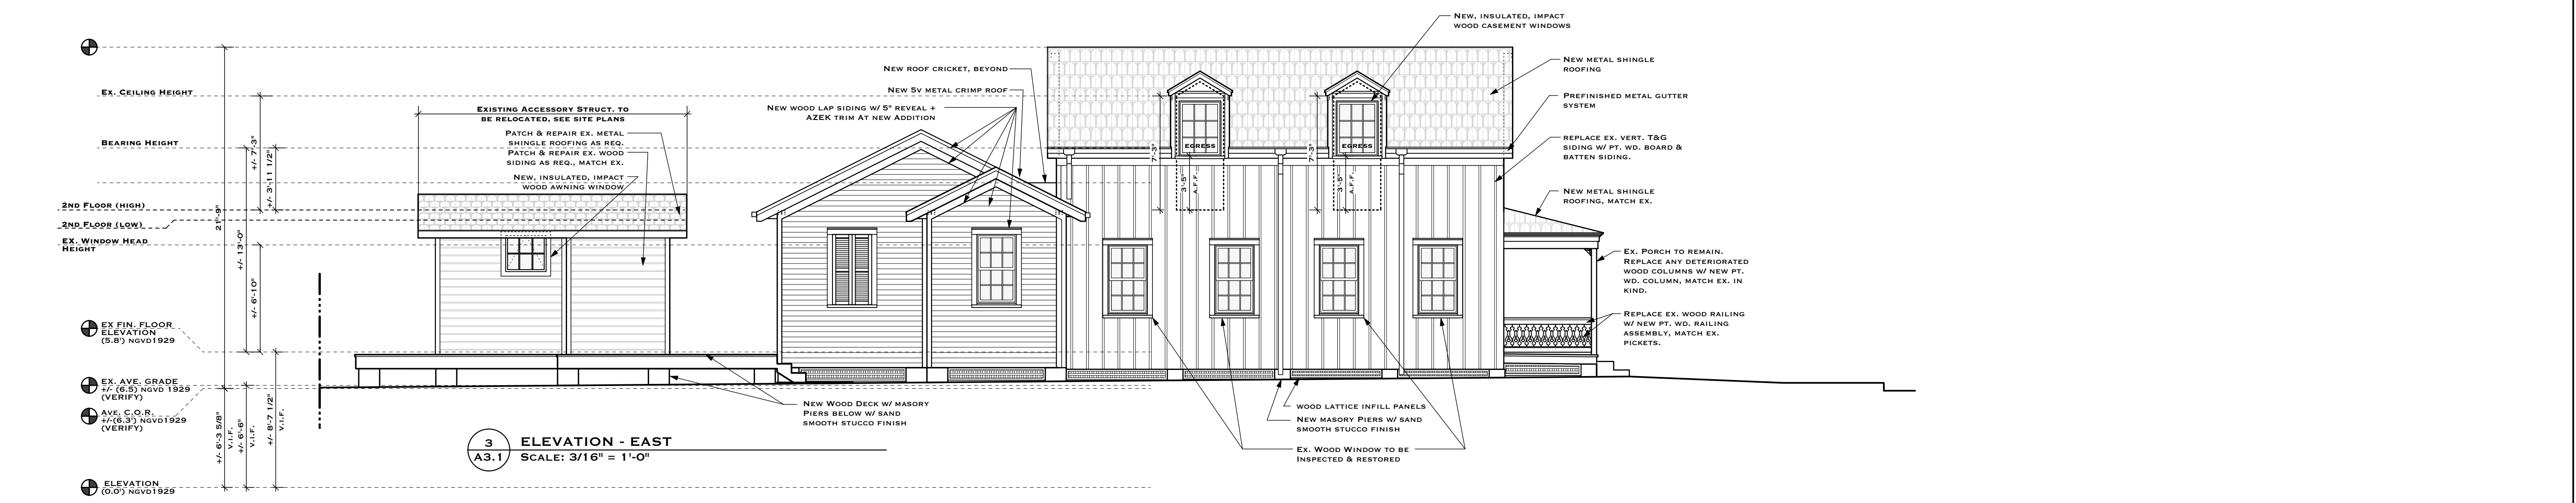 New, insulated, impact
wood casement windows
New metal shingle
roofing
Prefinished metal gutter
system
replace ex. vert. T&G
siding w/ pt. wd. board &
batten siding.
New metal shingle
roofing, match ex.
Ex. Porch to remain.
Replace any deteriorated
wood columns w/ new pt.
wd. column, match ex. in
kind.
Replace ex. wood railing
w/ new pt. wd. railing
assembly, match ex.
pickets.
New roof cricket, beyond
New 5v metal crimp roof
New wood lap siding w/ 5" reveal +
AZEK trim At new Addition
Existing Accessory Struct. to
be relocated, see site plans
Patch & repair ex. metal
shingle roofing as req.
Patch & repair ex. wood
siding as req., match ex.
New, insulated, impact
wood awning window
Ex. Ceiling Height
Bearing Height
2nd Floor (high)
2nd Floor (low)
EX. Window Head
Height
EX Fin. Floor
Elevation
(5.8') NGVD1929
EX. AVE. GRADE
+/- (6.5) NGVD 1929
(VERIFY)
Ave. C.O.R.
+/-(6.3') NGVD1929
(VERIFY)
Elevation
(0.0') NGVD1929
+/- 7'-3"
+/- 3'-11 1/2"
21'-9"
+/- 13'-0"
+/- 6'-10"
+/- 6'-3 5/8"
V.I.F.
+/- 6'-6"
V.I.F.
+/- 8'-7 1/2"
V.I.F.
7'-3"
EGRESS
3'-5"
A.F.F.
7'-3"
EGRESS
3'-5"
A.F.F.
New Wood Deck w/ masory
Piers below w/ sand
smooth stucco finish
wood lattice infill panels
New masory Piers w/ sand
smooth stucco finish
Ex. Wood Window to be
Inspected & restored
3
A3.1
ELEVATION - EAST
Scale: 3/16" = 1'-0"